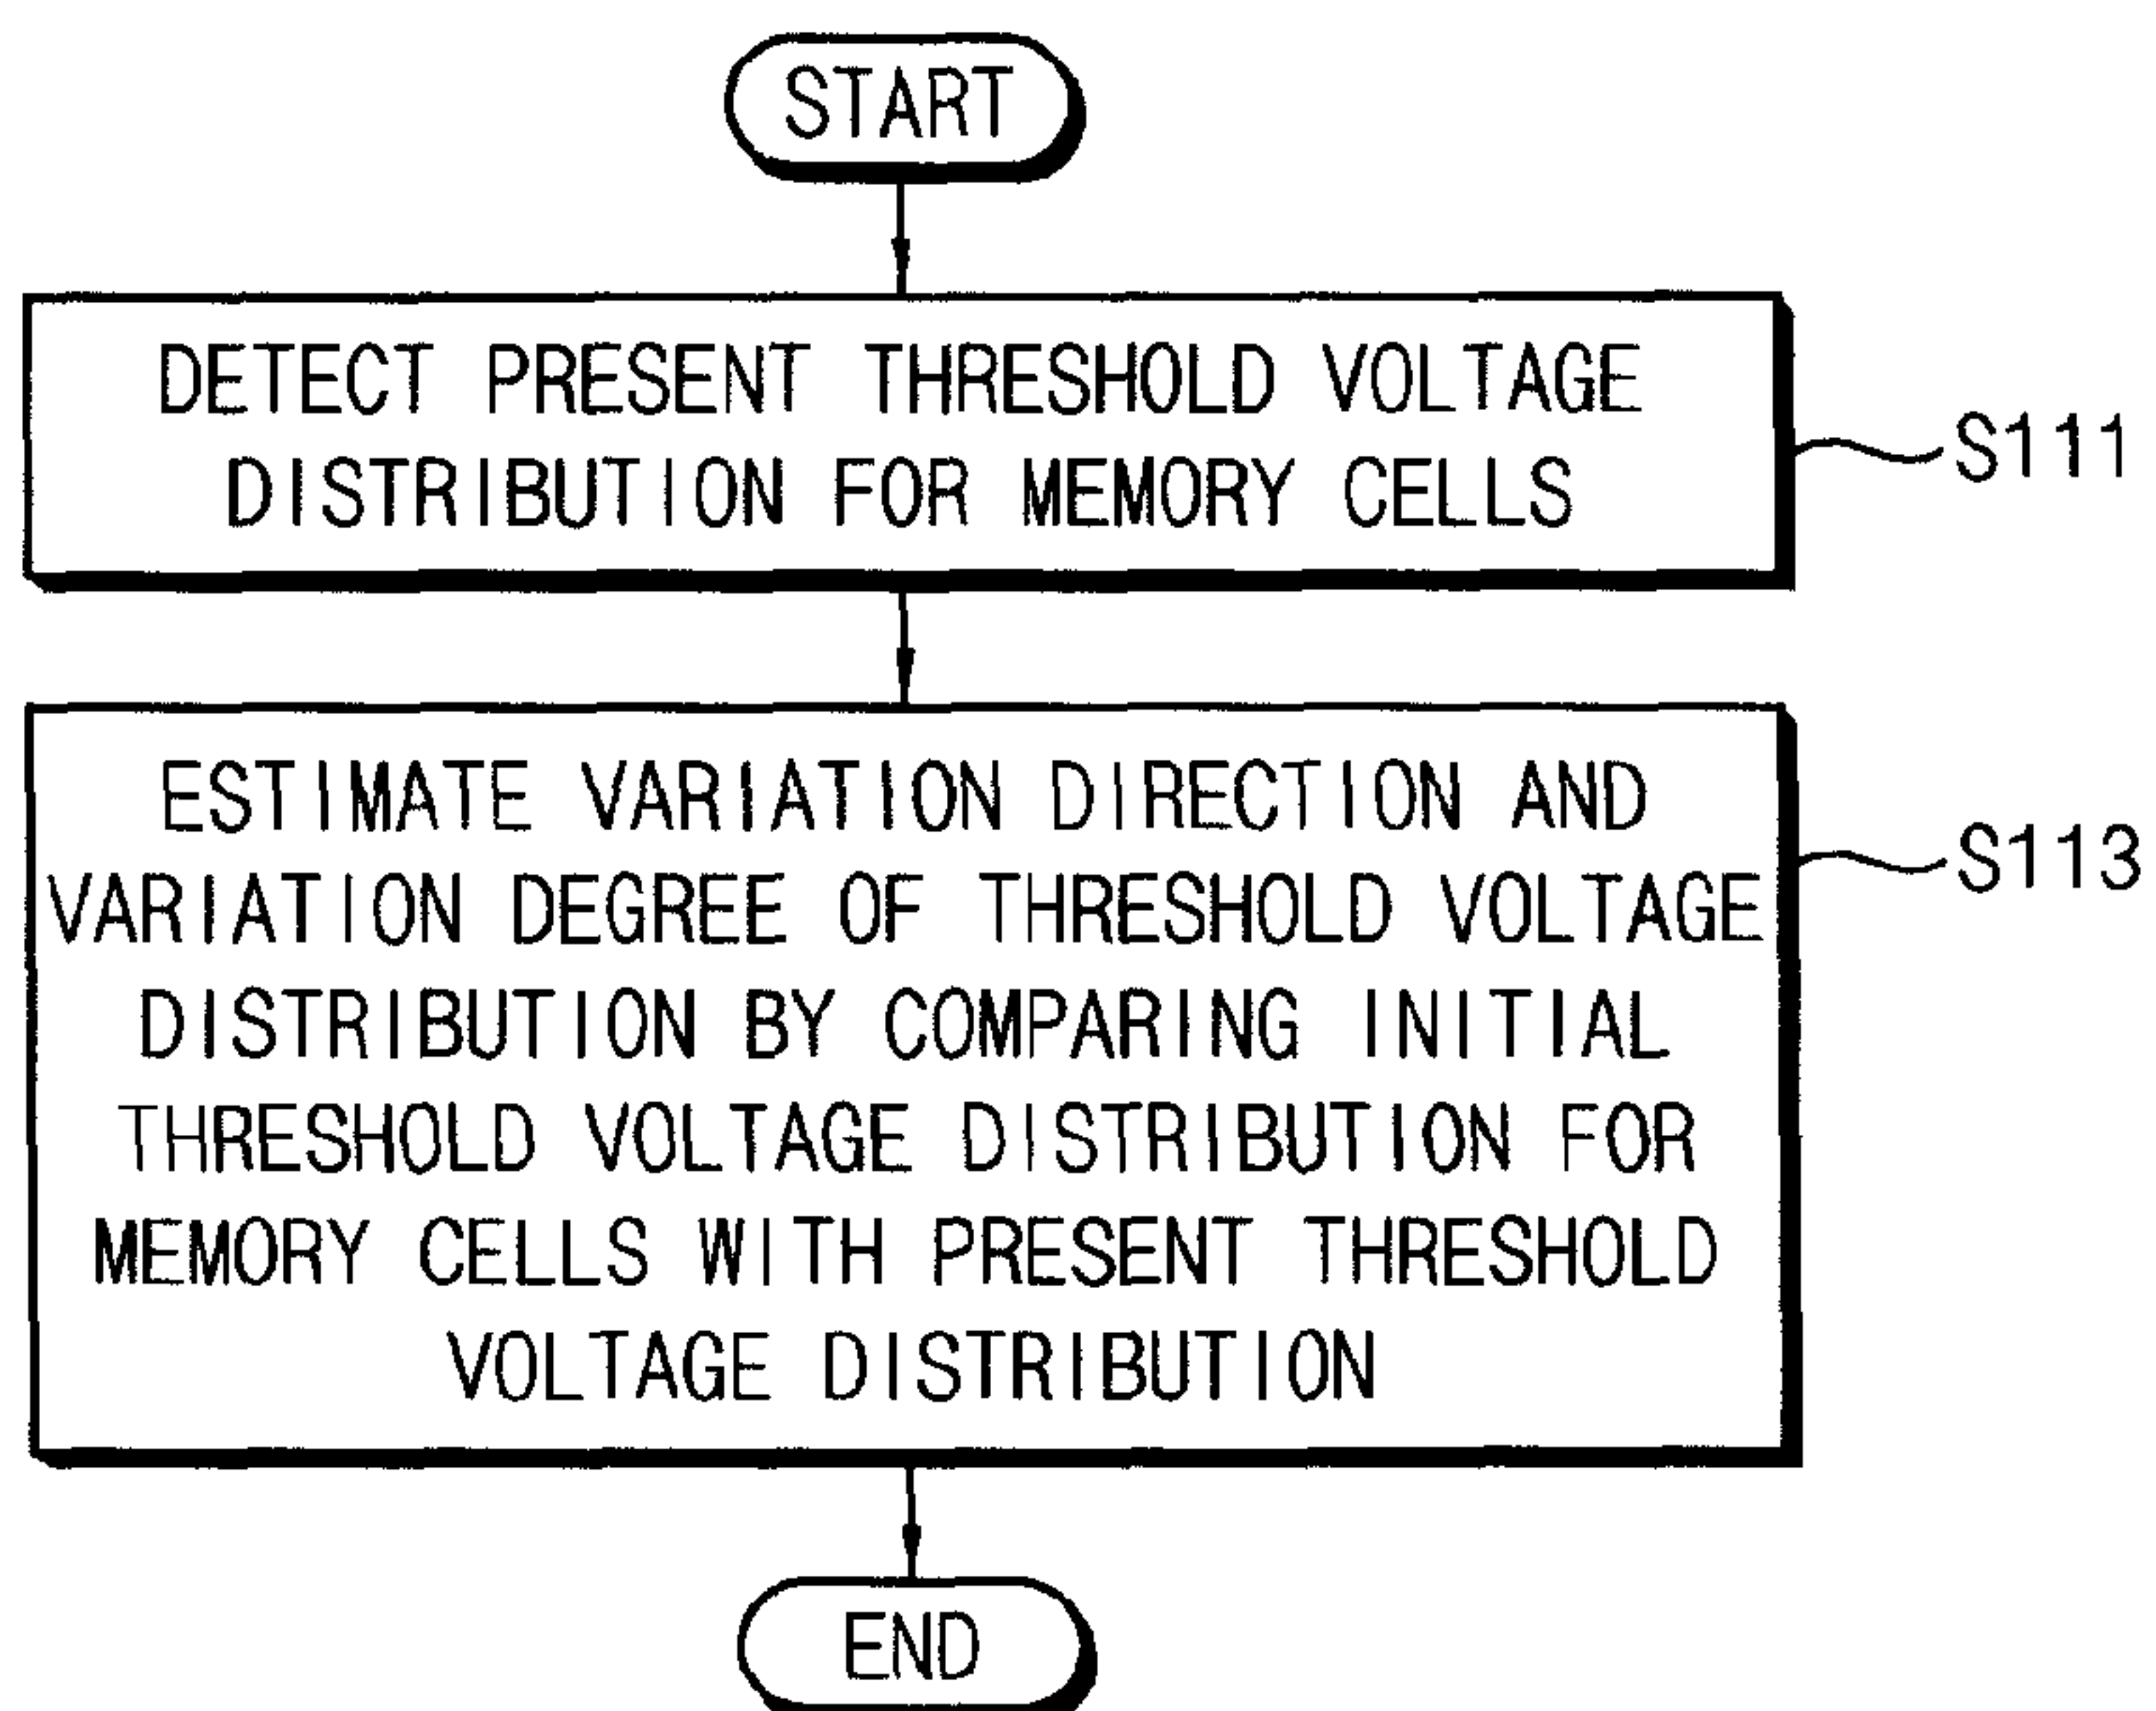 START
DETECT PRESENT THRESHOLD VOLTAGE
DISTRIBUTION FOR MEMORY CELLS
S111
ESTIMATE VARIATION DIRECTION AND
VARIATION DEGREE OF THRESHOLD VOLTAGE
DISTRIBUTION BY COMPARING INITIAL
THRESHOLD VOLTAGE DISTRIBUTION FOR
MEMORY CELLS WITH PRESENT THRESHOLD
VOLTAGE DISTRIBUTION
S113
END